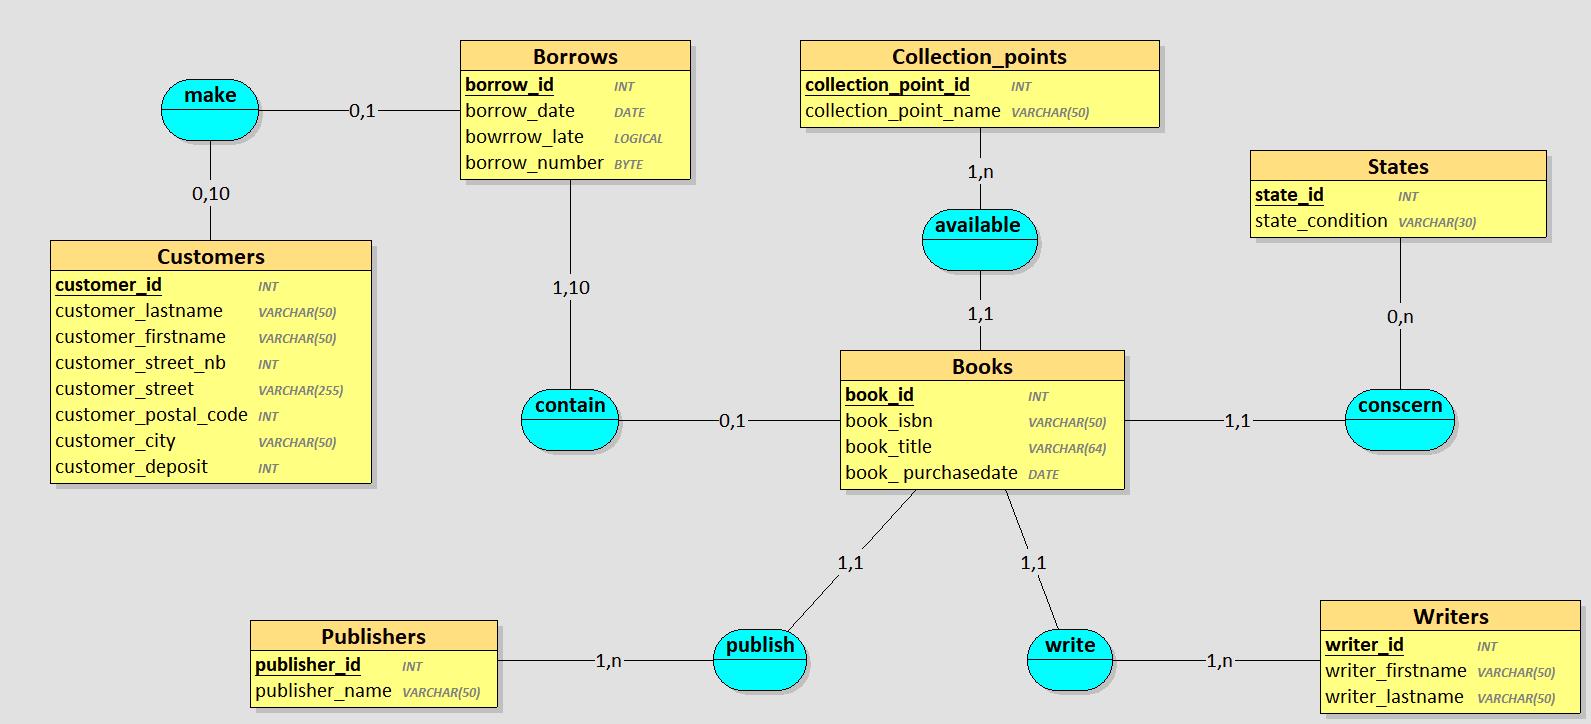 make
0,1
0,10
Borrows
borrow_id INT
borrow_date DATE
bowrrow_late LOGICAL
borrow_number BYTE
Collection_points
collection_point_id INT
collection_point_name VARCHAR(50)
1,n
available
1,1
States
state_id INT
state_condition VARCHAR(30)
0,n
Customers
customer_id INT
customer_lastname VARCHAR(50)
customer_firstname VARCHAR(50)
customer_street_nb INT
customer_street VARCHAR(255)
customer_postal_code INT
customer_city VARCHAR(50)
customer_deposit INT
1,10
contain
0,1
Books
book_id INT
book_isbn VARCHAR(50)
book_title VARCHAR(64)
book_ purchasedate DATE
1,1
conscern
1,1
1,1
Publishers
publisher_id INT
publisher_name VARCHAR(50)
1,n
publish
write
1,n
Writers
writer_id INT
writer_firstname VARCHAR(50)
writer_lastname VARCHAR(50)